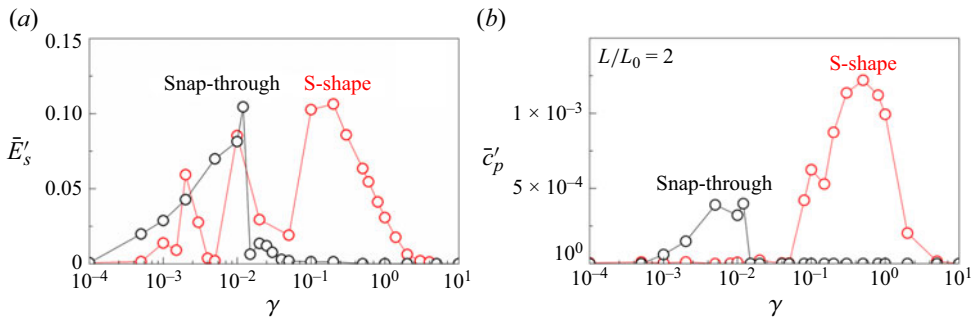 (a)
0.15
0.10
0.05
0
Ē′ₛ
Snap-through S-shape
10⁻⁴ 10⁻³ 10⁻² 10⁻¹ 10⁰ 10¹
γ
(b)
L/L₀ = 2
S-shape
1 × 10⁻³
c̄′ₚ
5 × 10⁻⁴
Snap-through
10⁰
10⁻⁴ 10⁻³ 10⁻² 10⁻¹ 10⁰ 10¹
γ